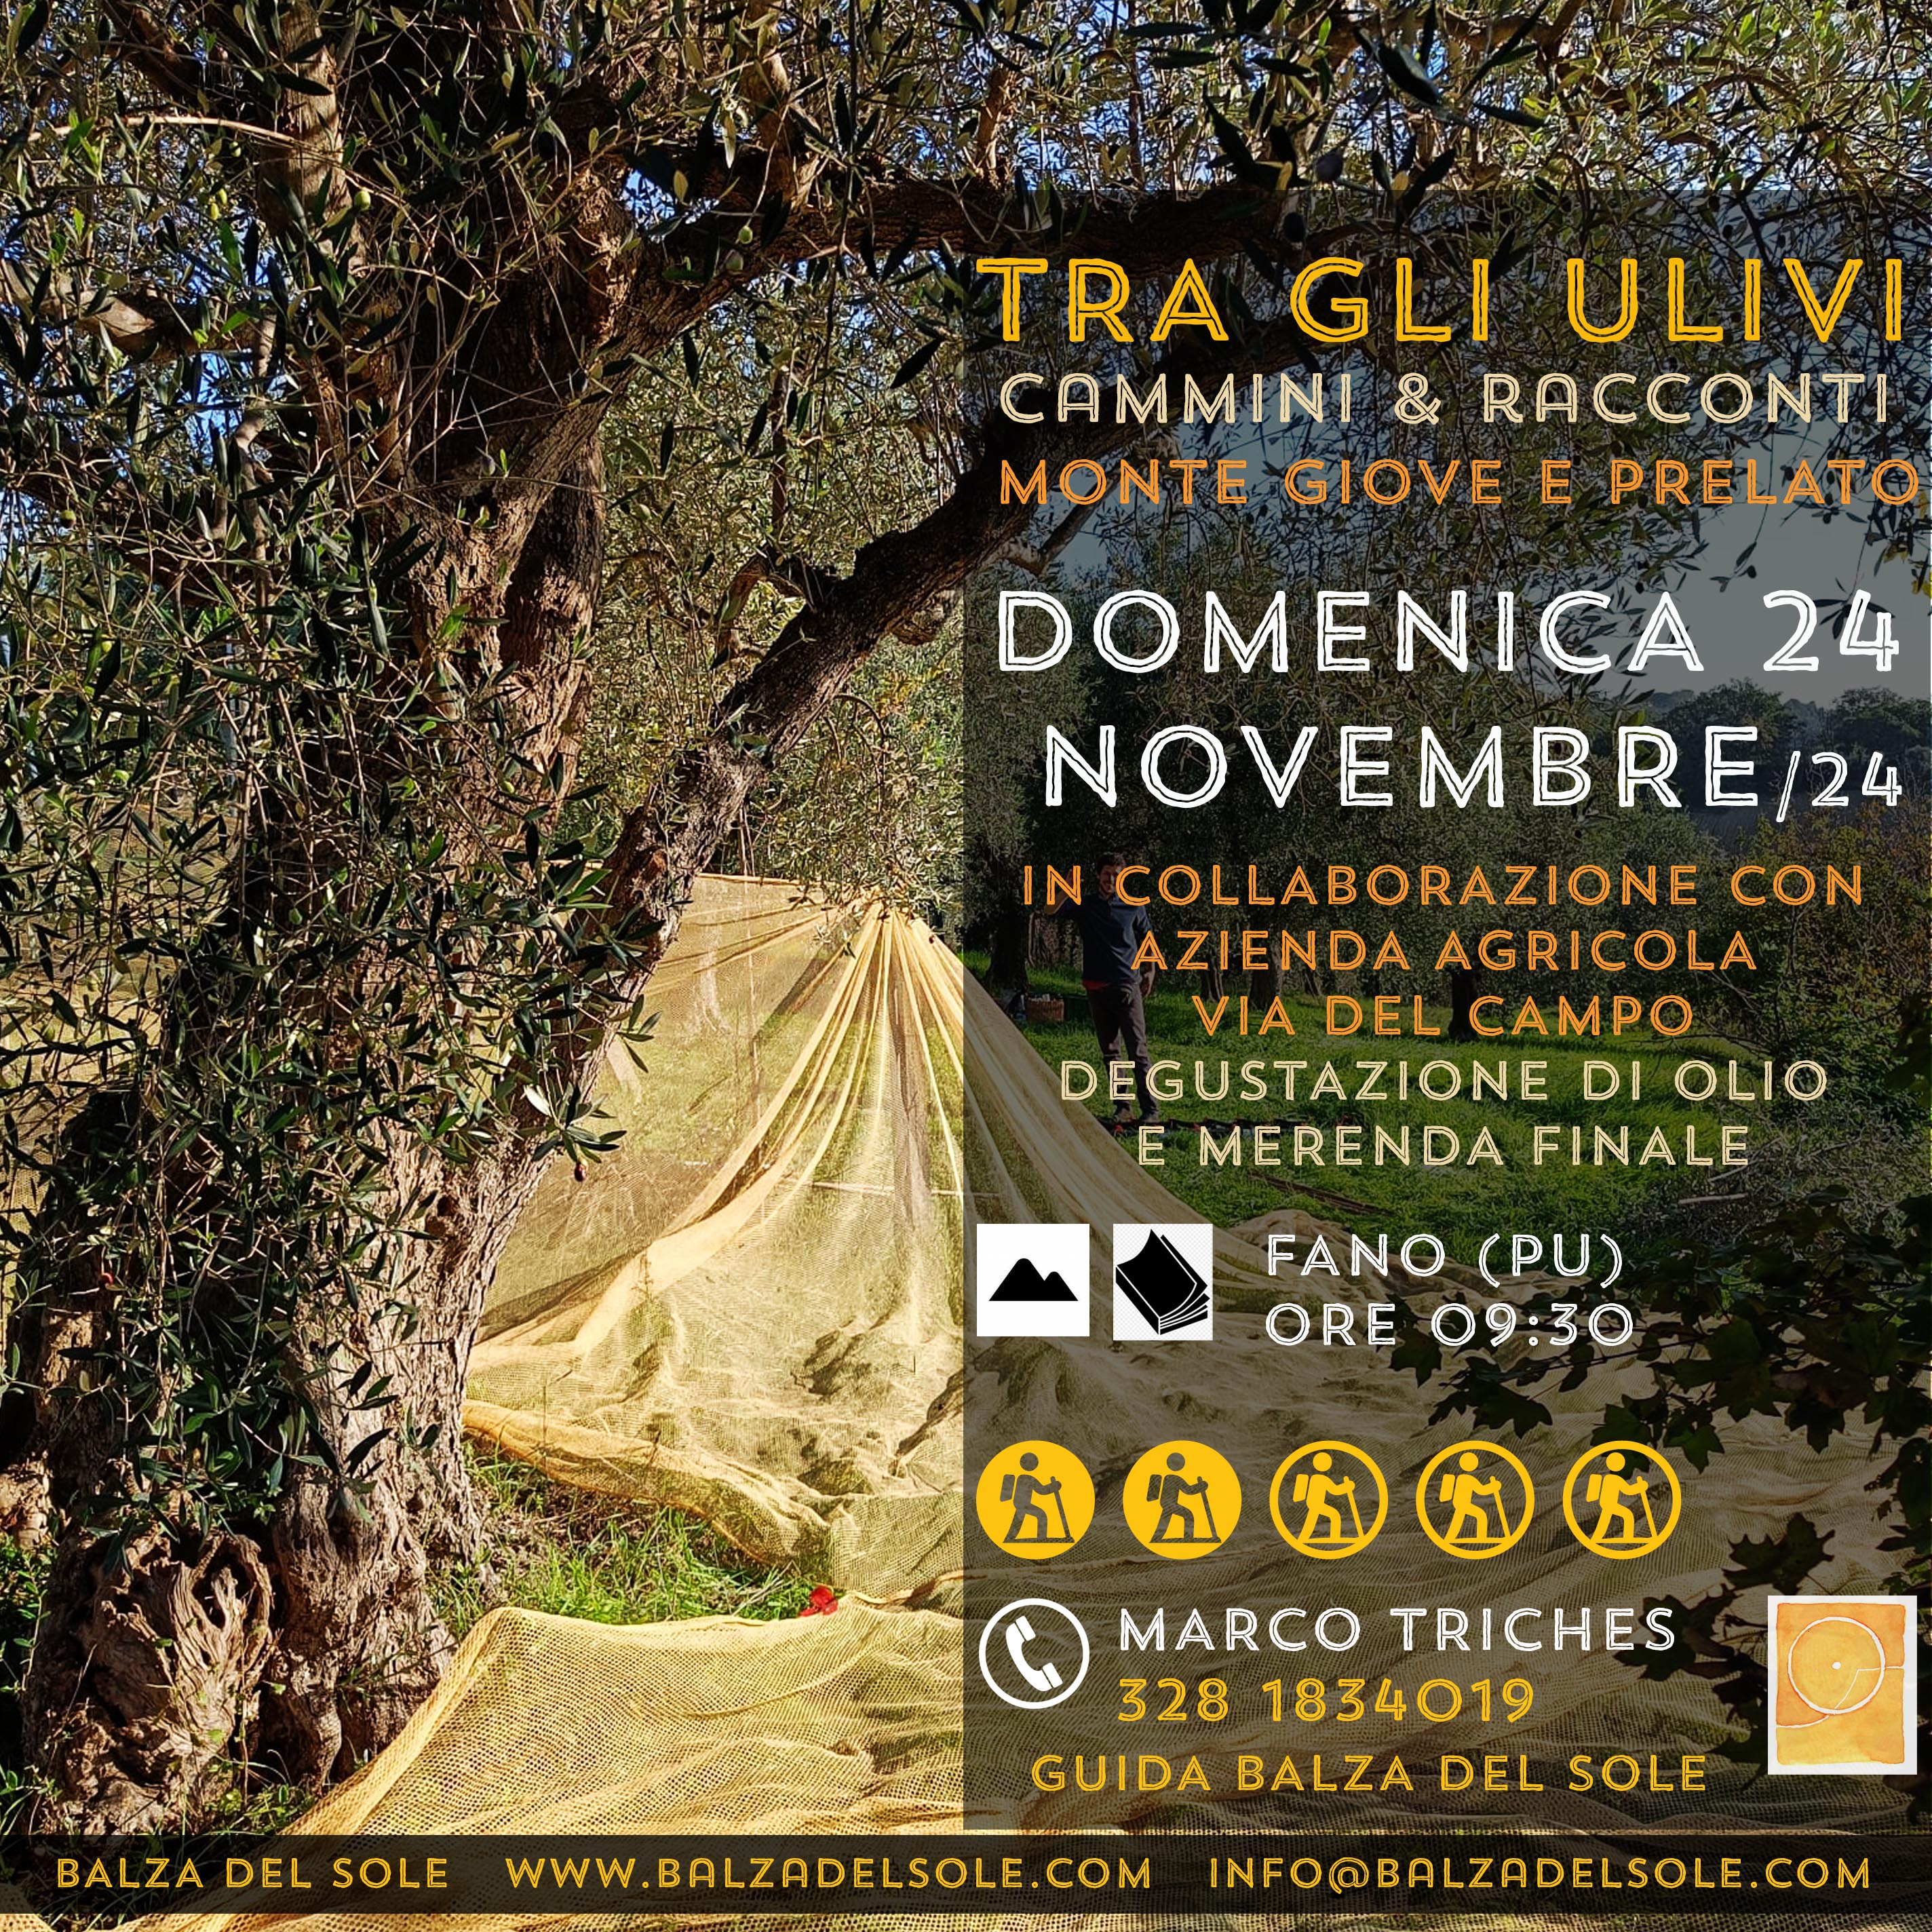 TRA GLI ULIVI
CAMMINI & RACCONTI
MONTE GIOVE E PRELATO
DOMENICA 24
NOVEMBRE/24
IN COLLABORAZIONE CON
AZIENDA AGRICOLA
VIA DEL CAMPO
DEGUSTAZIONE DI OLIO
E MERENDA FINALE
FANO (PU)
ORE 09:30
MARCO TRICHES
328 1834019
GUIDA BALZA DEL SOLE
BALZA DEL SOLE WWW.BALZADELSOLE.COM INFO@BALZADELSOLE.COM